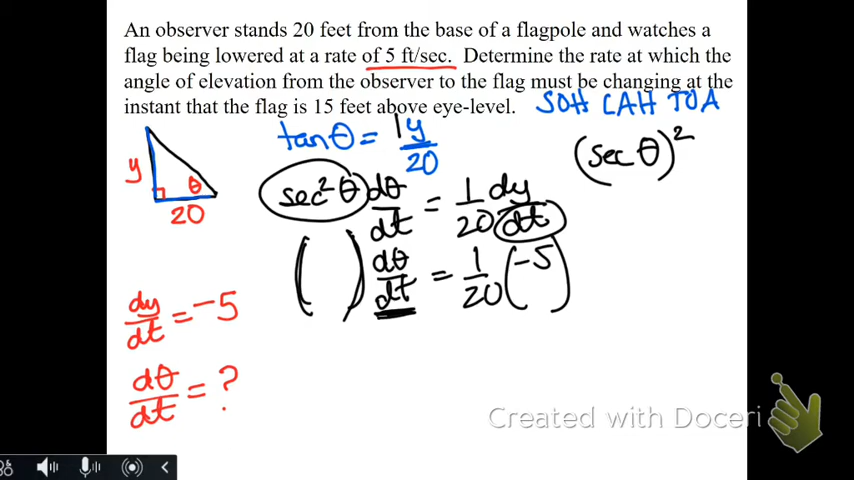 An observer stands 20 feet from the base of a flagpole and watches a
flag being lowered at a rate of 5 ft/sec. Determine the rate at which the
angle of elevation from the observer to the flag must be changing at the
instant that the flag is 15 feet above eye-level. SOH CAH TOA
tanθ = 1y/20
(sec θ)²
y θ
20
sec²θ dθ/dt = 1/20 dy/dt
( ) dθ/dt = 1/20 (-5)
dy/dt = -5
dθ/dt = ?
Created with Doceri